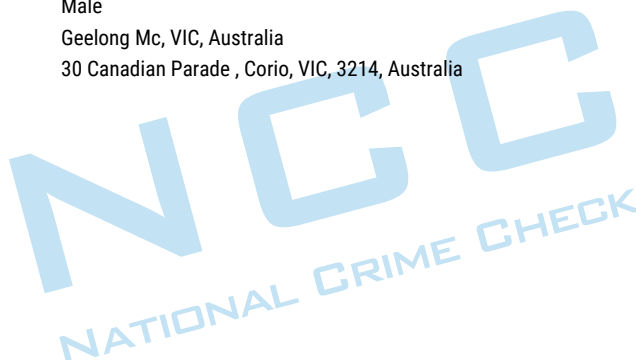 Male
Geelong Mc, VIC, Australia
30 Canadian Parade , Corio, VIC, 3214, Australia
NCC
NATIONAL CRIME CHECK